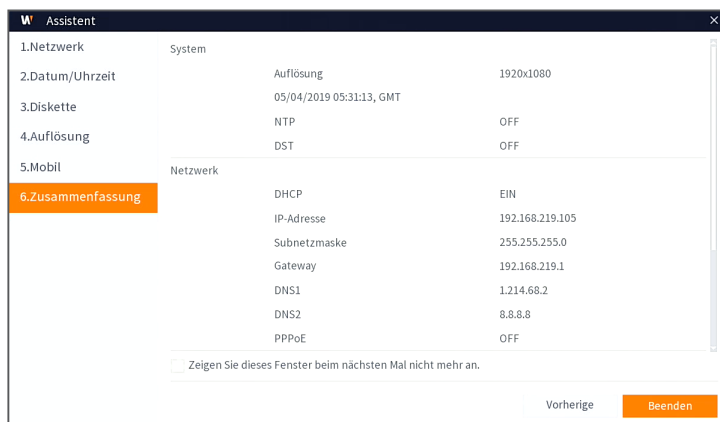 W Assistent
1.Netzwerk
2.Datum/Uhrzeit
3.Diskette
4.Auflösung
5.Mobil
6.Zusammenfassung
System
Auflösung 1920x1080
05/04/2019 05:31:13, GMT
NTP OFF
DST OFF
Netzwerk
DHCP EIN
IP-Adresse 192.168.219.105
Subnetzmaske 255.255.255.0
Gateway 192.168.219.1
DNS1 1.214.68.2
DNS2 8.8.8.8
PPPoE OFF
Zeigen Sie dieses Fenster beim nächsten Mal nicht mehr an.
Vorherige Beenden